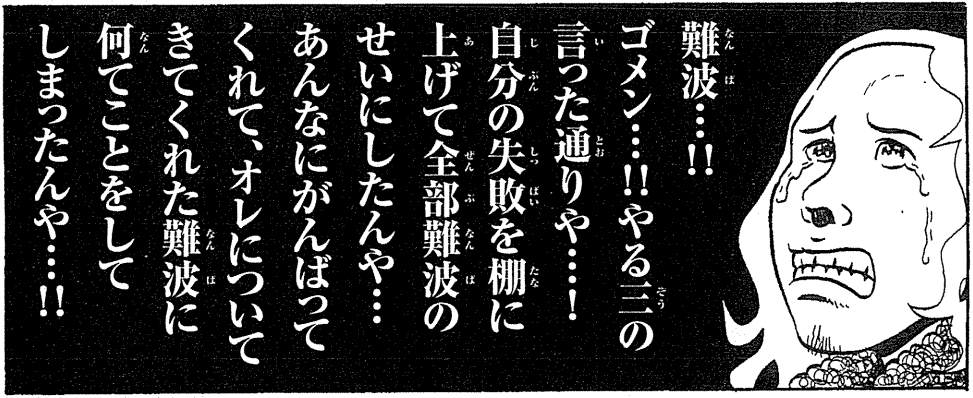 難波…!!
ゴメン…!!やる三の
言った通りや…!
自分の失敗を棚に
上げて全部難波の
せいにしたんや…
あんなにがんばって
くれて、オレについて
きてくれた難波に
何てことをして
しまったんや…!!